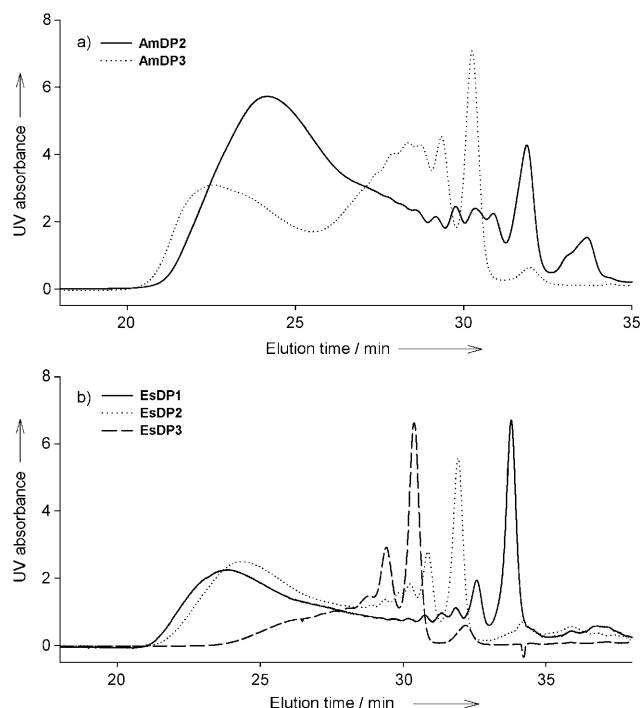 8
a)
AmDP2
AmDP3
6
4
2
0
UV absorbance
20 25 30 35
Elution time / min
8
b)
EsDP1
EsDP2
EsDP3
6
4
2
0
UV absorbance
20 25 30 35
Elution time / min